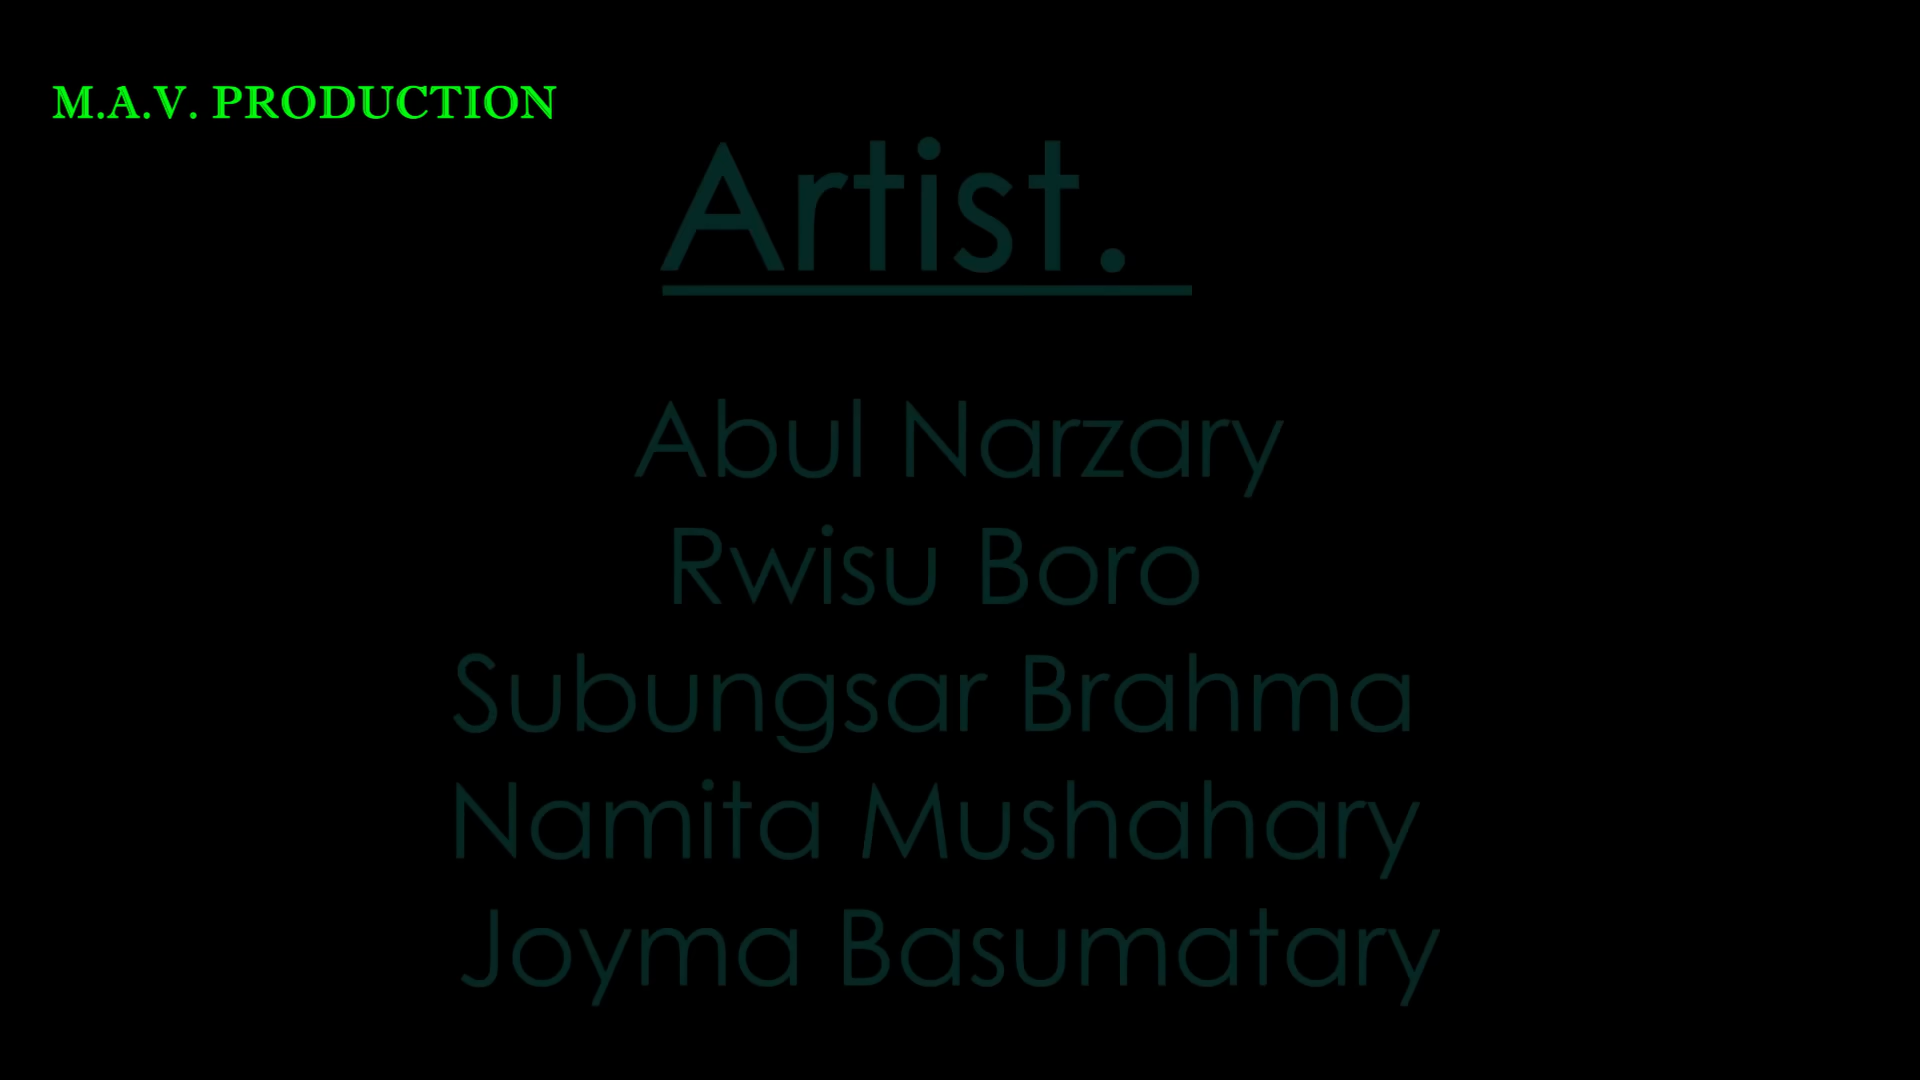 M.A.V. PRODUCTION
Artist.
Abul Narzary
Rwisu Boro
Subungsar Brahma
Namita Mushahary
Joyma Basumatary